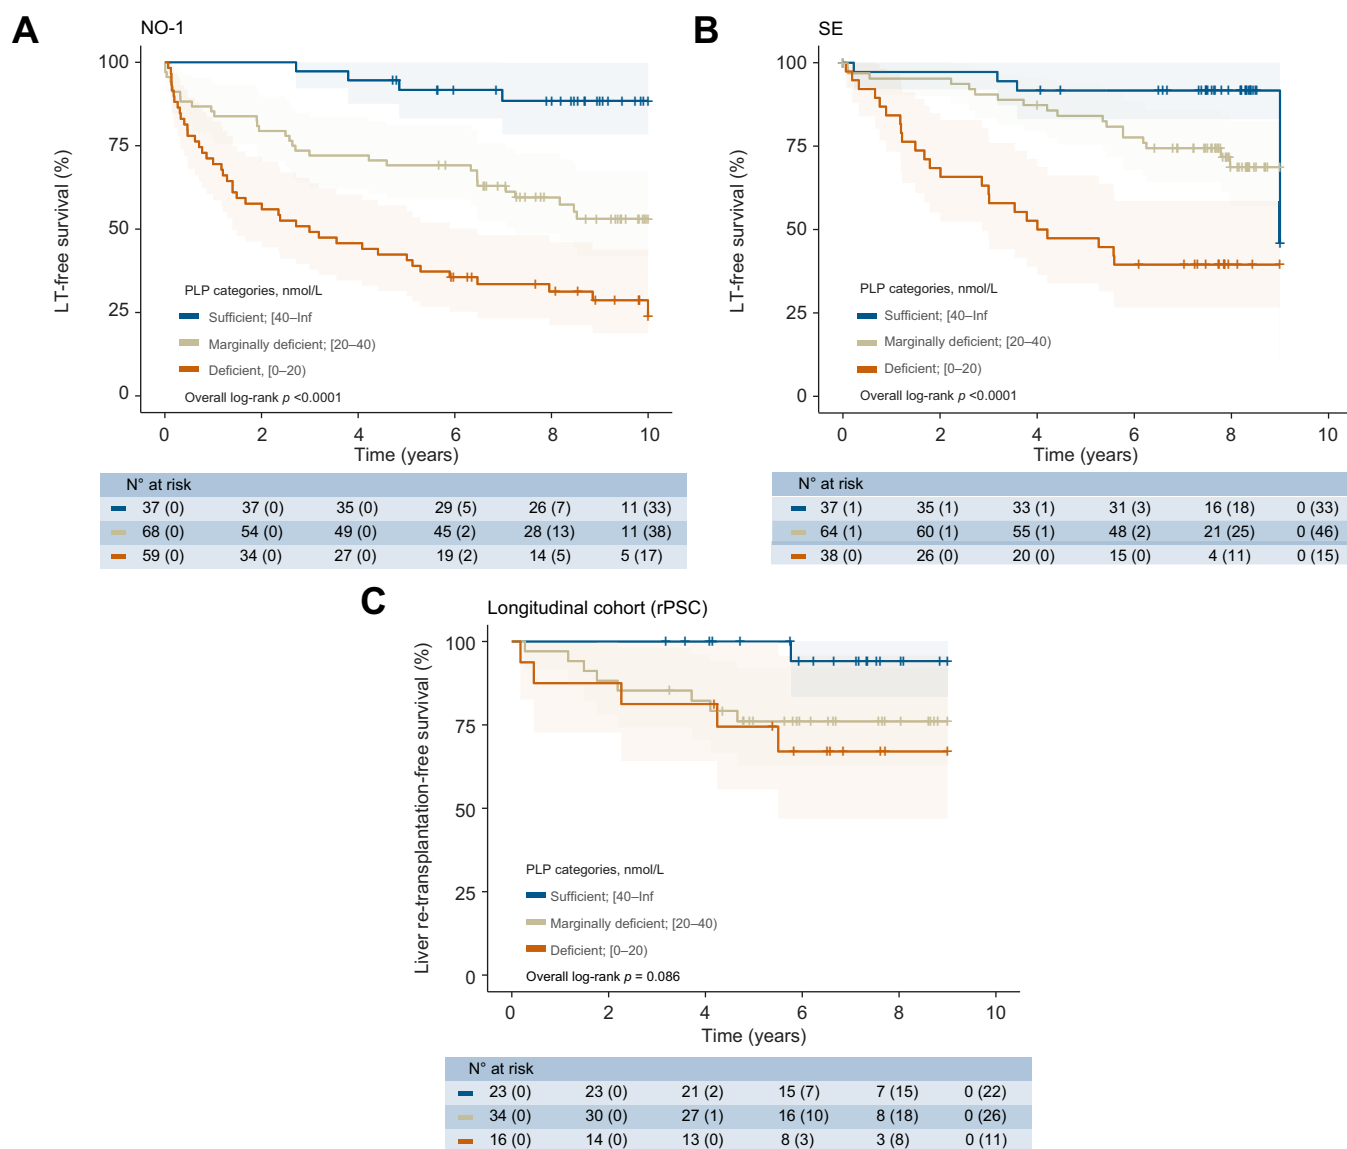 A
NO-1
LT-free survival (%)
100
75
50
25
0
PLP categories, nmol/L
Sufficient; [40–Inf
Marginally deficient; [20–40)
Deficient, [0–20)
Overall log-rank p <0.0001
0 2 4 6 8 10
Time (years)
N° at risk
37 (0) 37 (0) 35 (0) 29 (5) 26 (7) 11 (33)
68 (0) 54 (0) 49 (0) 45 (2) 28 (13) 11 (38)
59 (0) 34 (0) 27 (0) 19 (2) 14 (5) 5 (17)
B
SE
LT-free survival (%)
100
75
50
25
0
PLP categories, nmol/L
Sufficient; [40–Inf
Marginally deficient; [20–40)
Deficient; [0–20)
Overall log-rank p <0.0001
0 2 4 6 8 10
Time (years)
N° at risk
37 (1) 35 (1) 33 (1) 31 (3) 16 (18) 0 (33)
64 (1) 60 (1) 55 (1) 48 (2) 21 (25) 0 (46)
38 (0) 26 (0) 20 (0) 15 (0) 4 (11) 0 (15)
C
Longitudinal cohort (rPSC)
Liver re-transplantation-free survival (%)
100
75
50
25
0
PLP categories, nmol/L
Sufficient; [40–Inf
Marginally deficient; [20–40)
Deficient; [0–20)
Overall log-rank p = 0.086
0 2 4 6 8 10
Time (years)
N° at risk
23 (0) 23 (0) 21 (2) 15 (7) 7 (15) 0 (22)
34 (0) 30 (0) 27 (1) 16 (10) 8 (18) 0 (26)
16 (0) 14 (0) 13 (0) 8 (3) 3 (8) 0 (11)